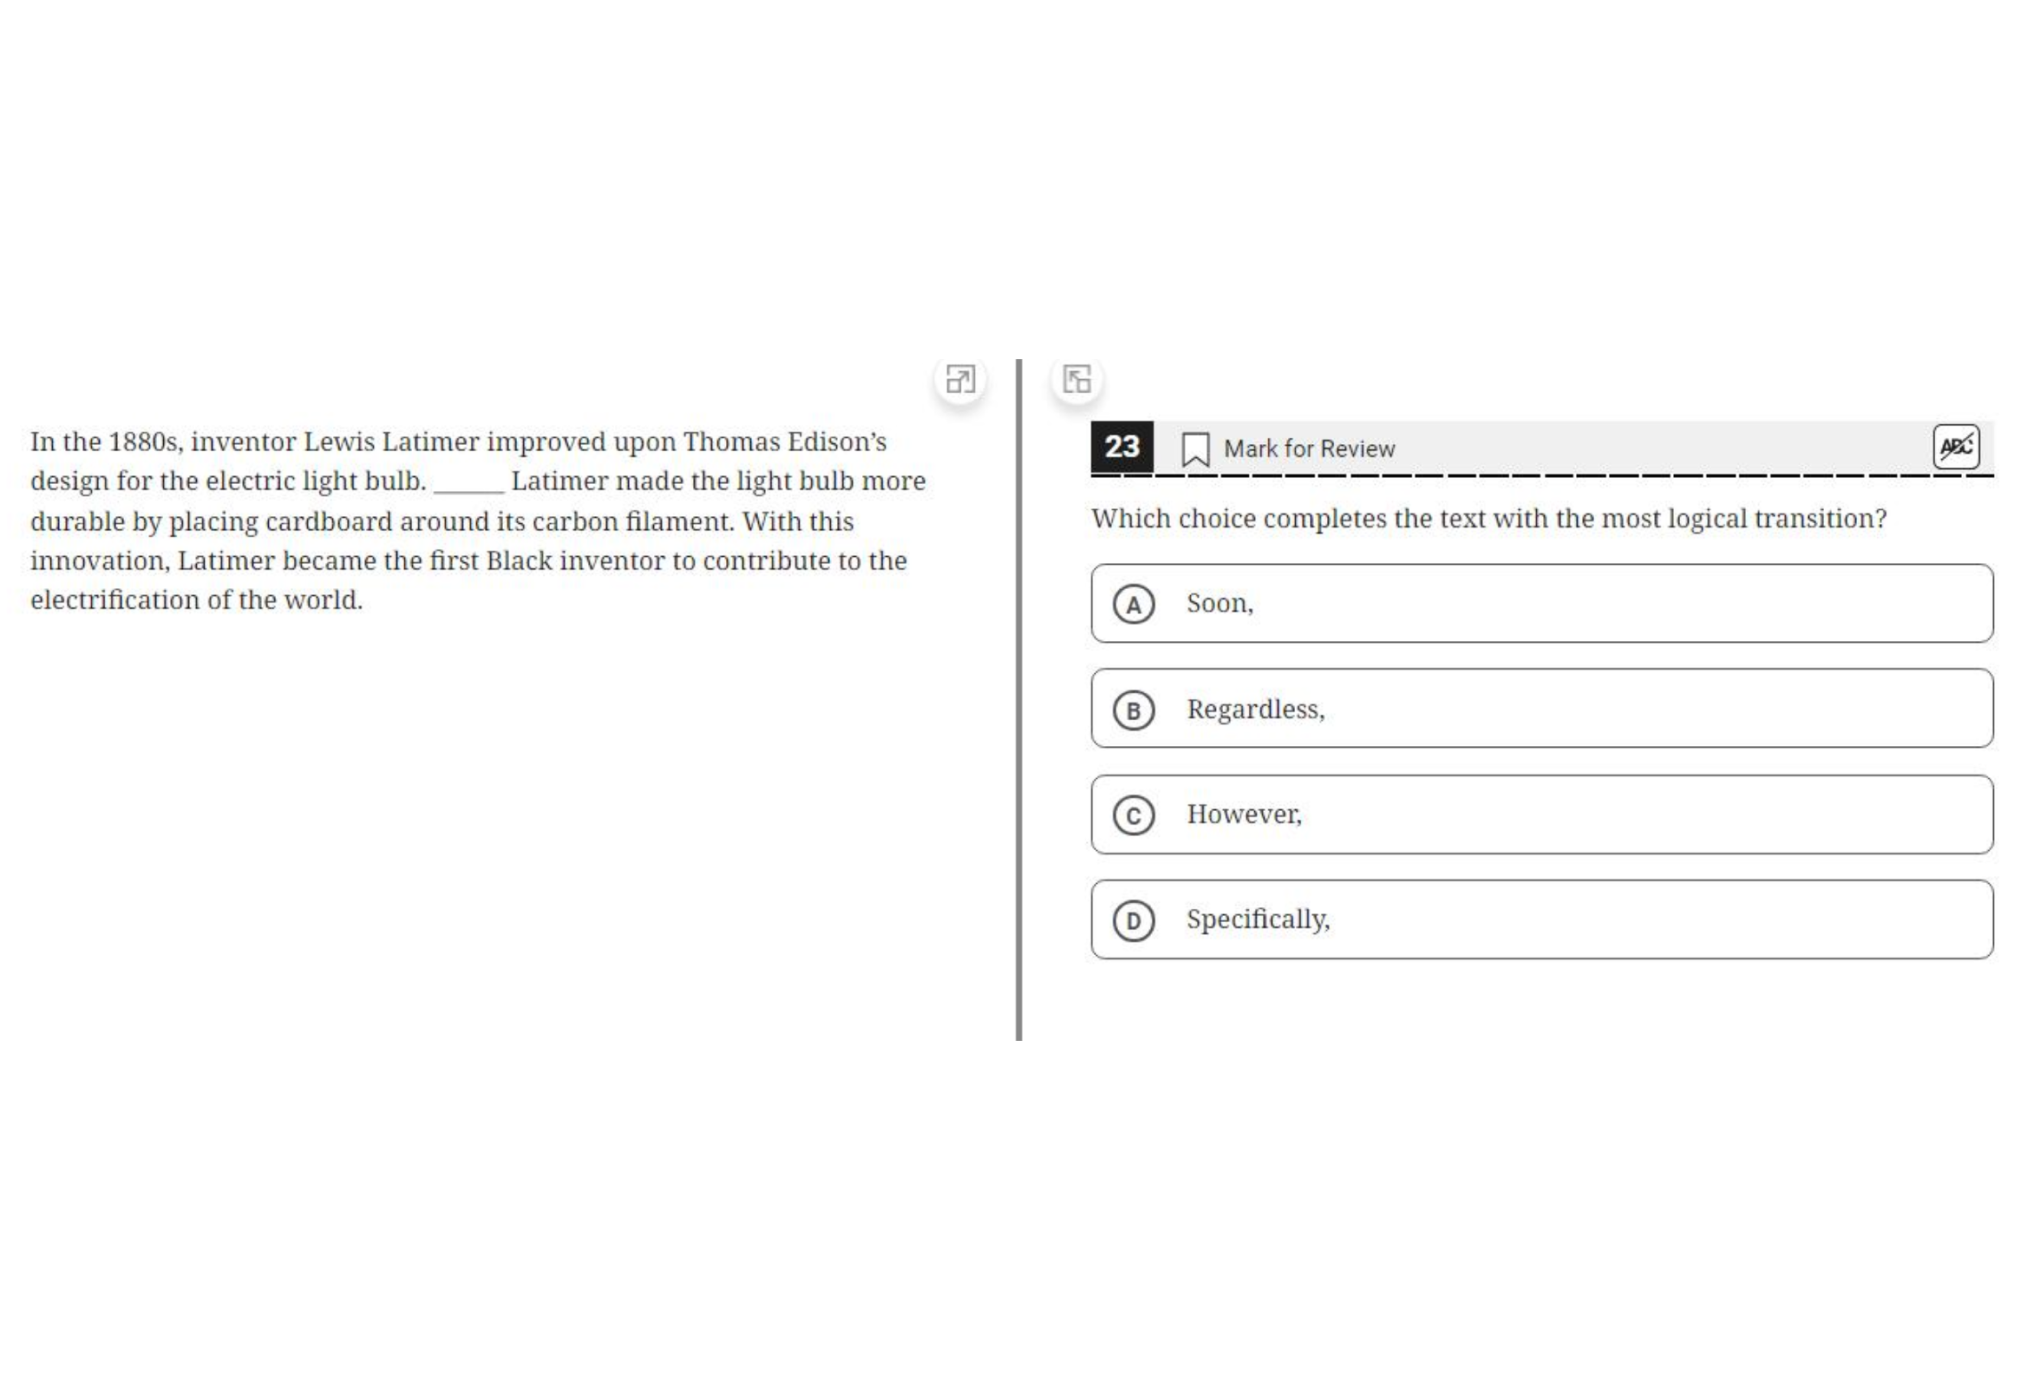 In the 1880s, inventor Lewis Latimer improved upon Thomas Edison’s
design for the electric light bulb. ______ Latimer made the light bulb more
durable by placing cardboard around its carbon filament. With this
innovation, Latimer became the first Black inventor to contribute to the
electrification of the world.
23 Mark for Review ABC
Which choice completes the text with the most logical transition?
A Soon,
B Regardless,
C However,
D Specifically,